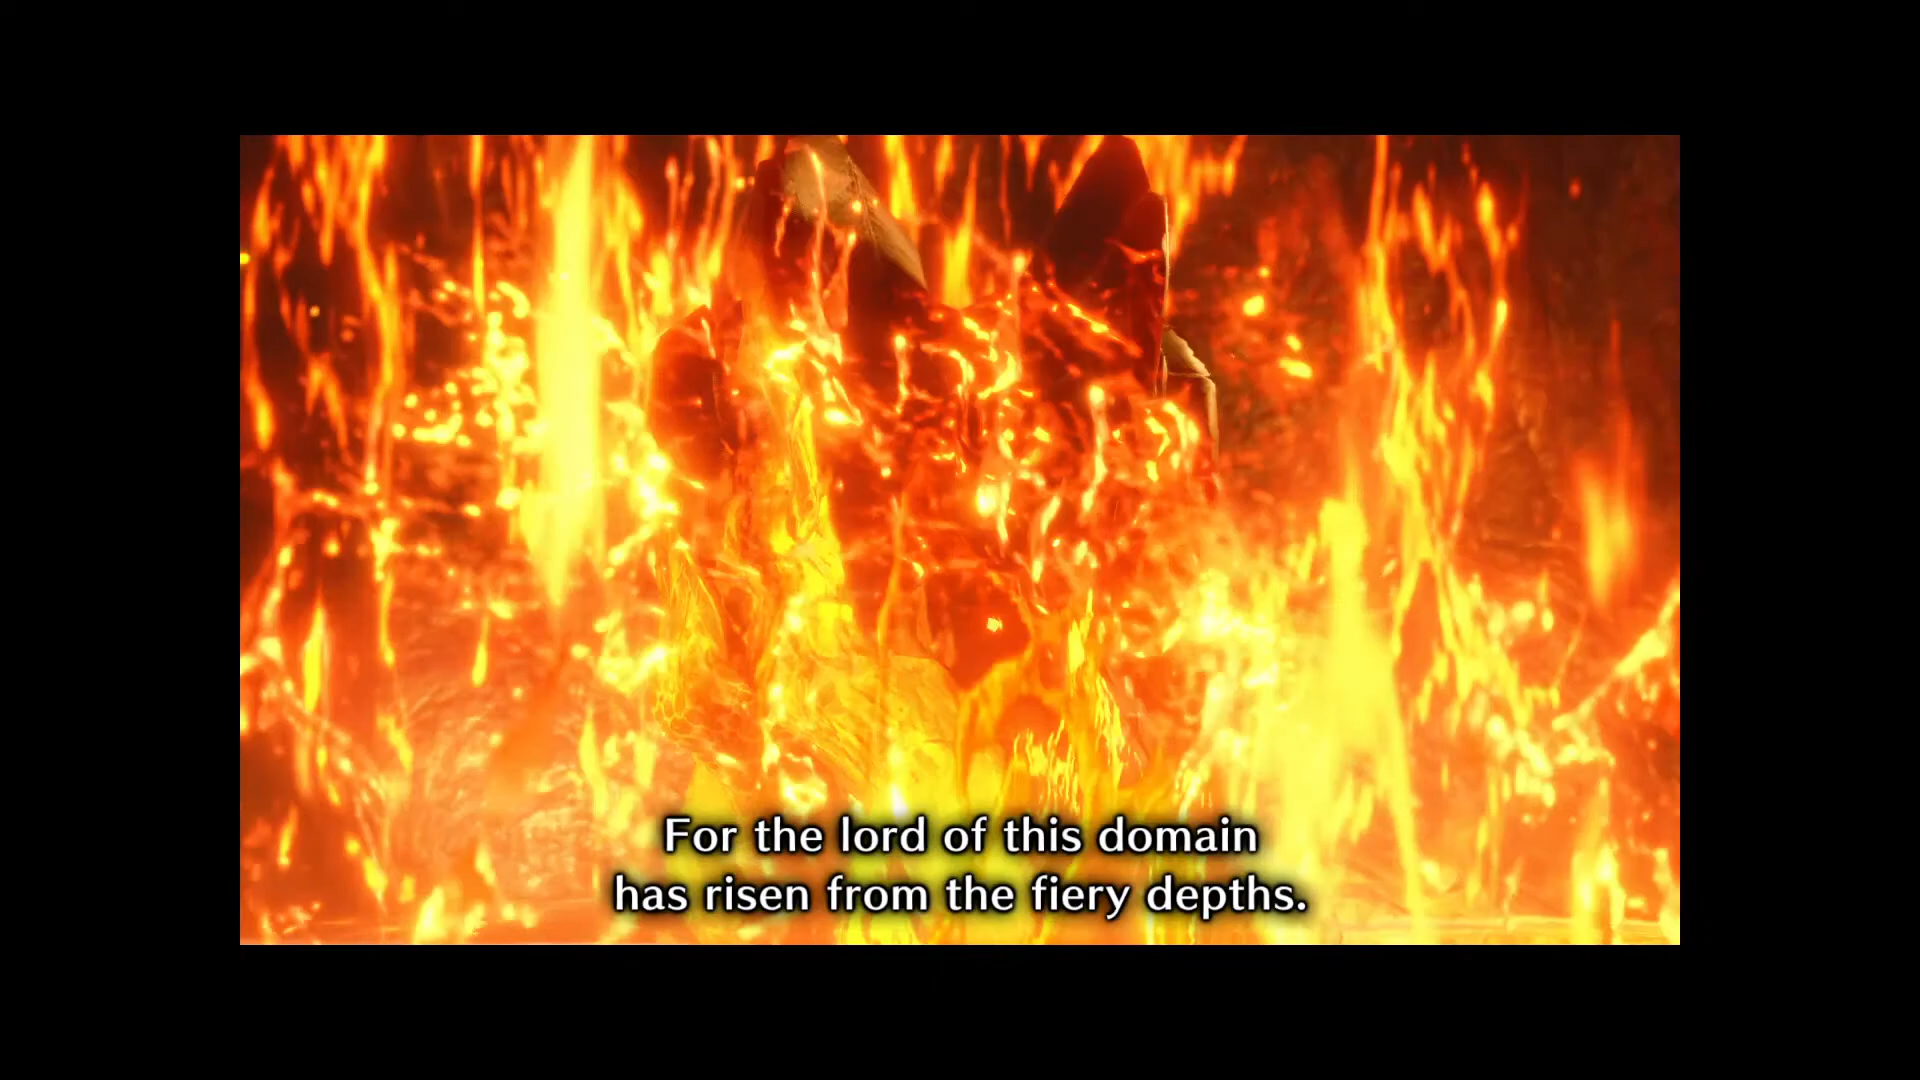 For the lord of this domain
has risen from the fiery depths.